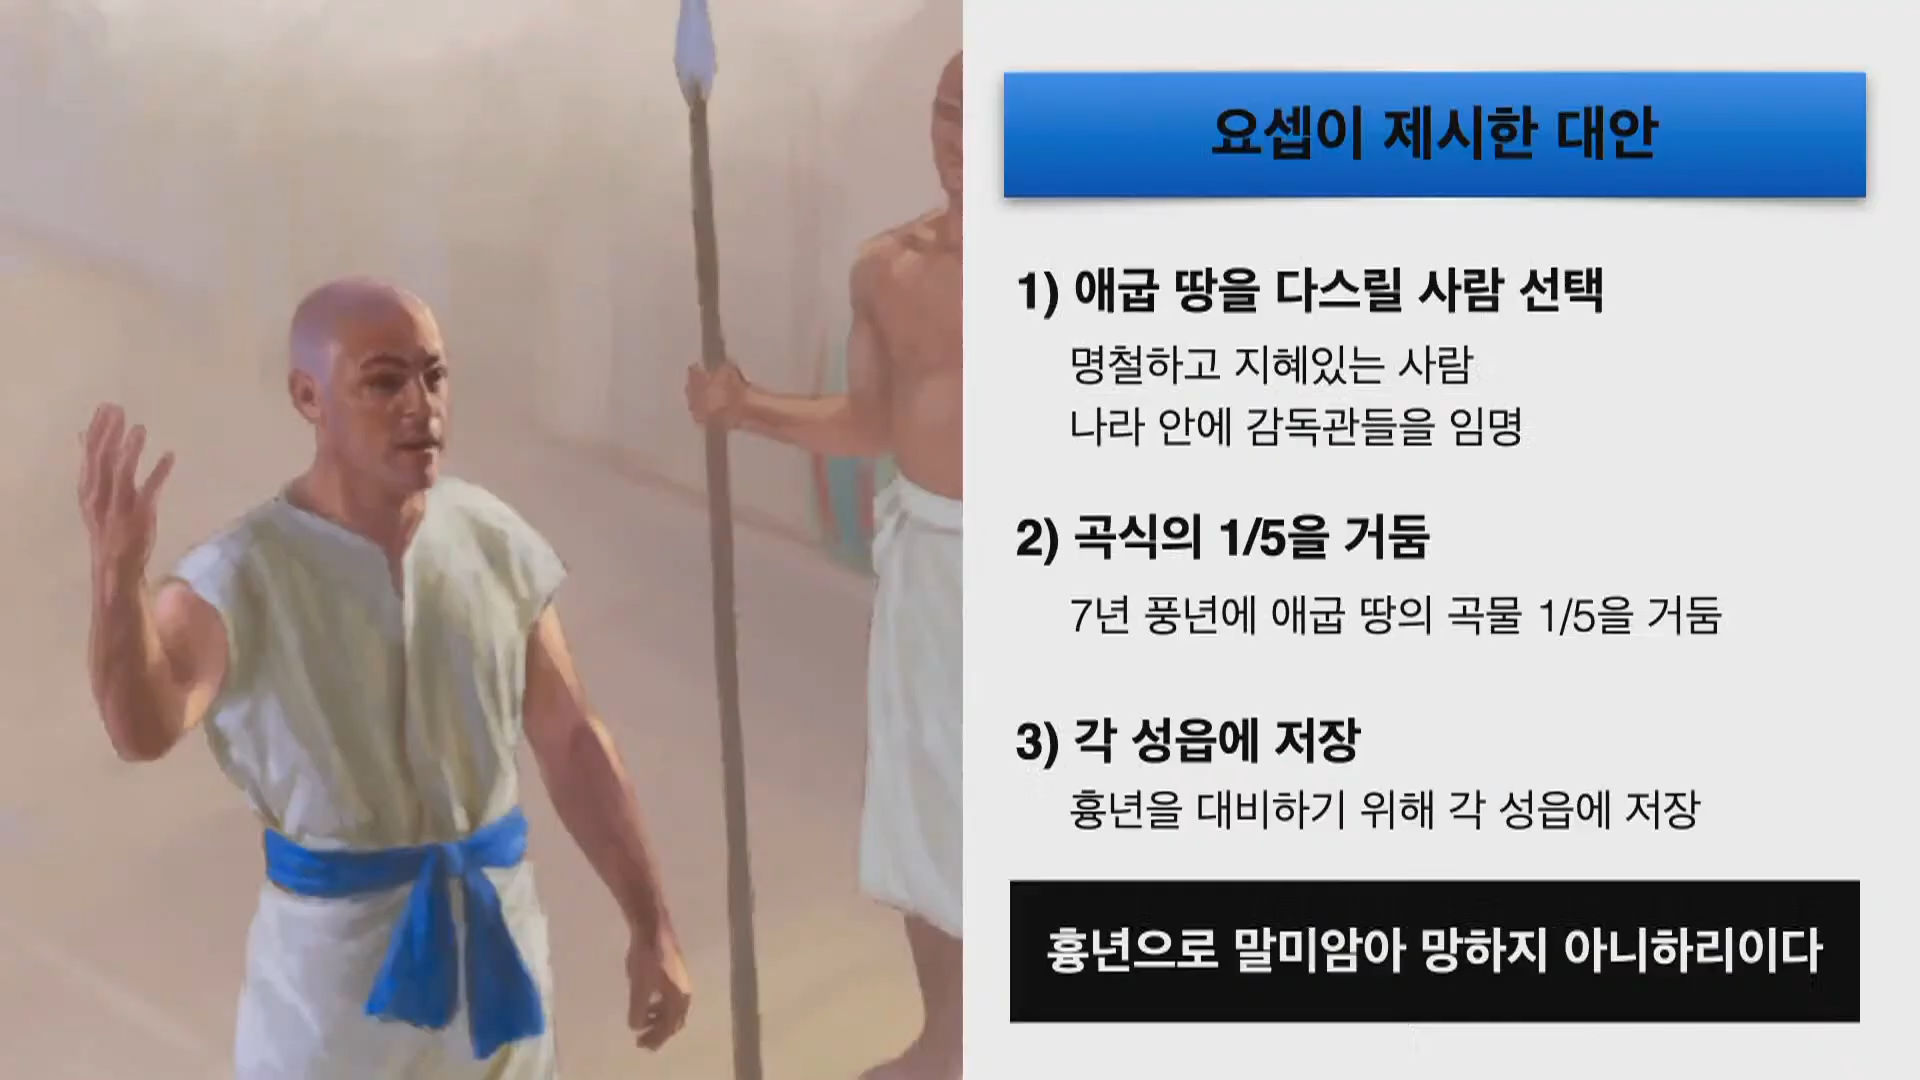 요셉이 제시한 대안
1) 애굽 땅을 다스릴 사람 선택
명철하고 지혜있는 사람
나라 안에 감독관들을 임명
2) 곡식의 1/5을 거둠
7년 풍년에 애굽 땅의 곡물 1/5을 거둠
3) 각 성읍에 저장
흉년을 대비하기 위해 각 성읍에 저장
흉년으로 말미암아 망하지 아니하리이다